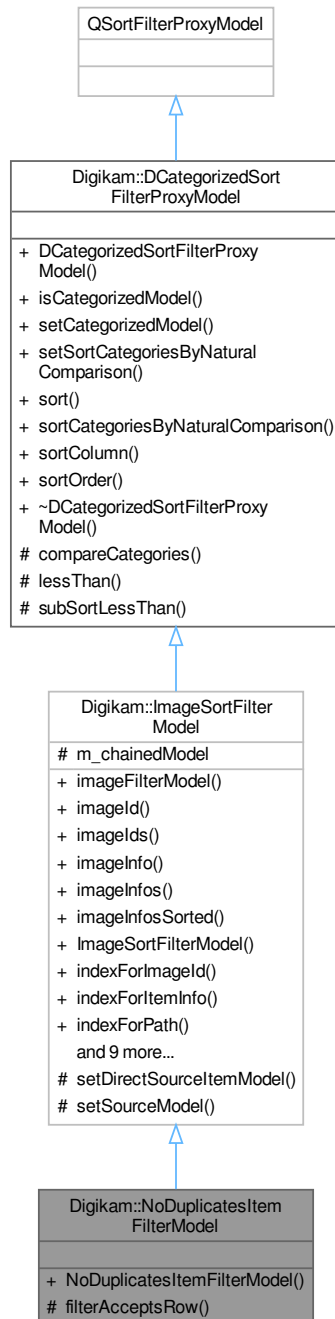 QSortFilterProxyModel
Digikam::DCategorizedSort
FilterProxyModel
+ DCategorizedSortFilterProxy
Model()
+ isCategorizedModel()
+ setCategorizedModel()
+ setSortCategoriesByNatural
Comparison()
+ sort()
+ sortCategoriesByNaturalComparison()
+ sortColumn()
+ sortOrder()
+ ~DCategorizedSortFilterProxy
Model()
# compareCategories()
# lessThan()
# subSortLessThan()
Digikam::ImageSortFilter
Model
# m_chainedModel
+ imageFilterModel()
+ imageId()
+ imageIds()
+ imageInfo()
+ imageInfos()
+ imageInfosSorted()
+ ImageSortFilterModel()
+ indexForImageId()
+ indexForItemInfo()
+ indexForPath()
and 9 more...
# setDirectSourceItemModel()
# setSourceModel()
Digikam::NoDuplicatesItem
FilterModel
+ NoDuplicatesItemFilterModel()
# filterAcceptsRow()